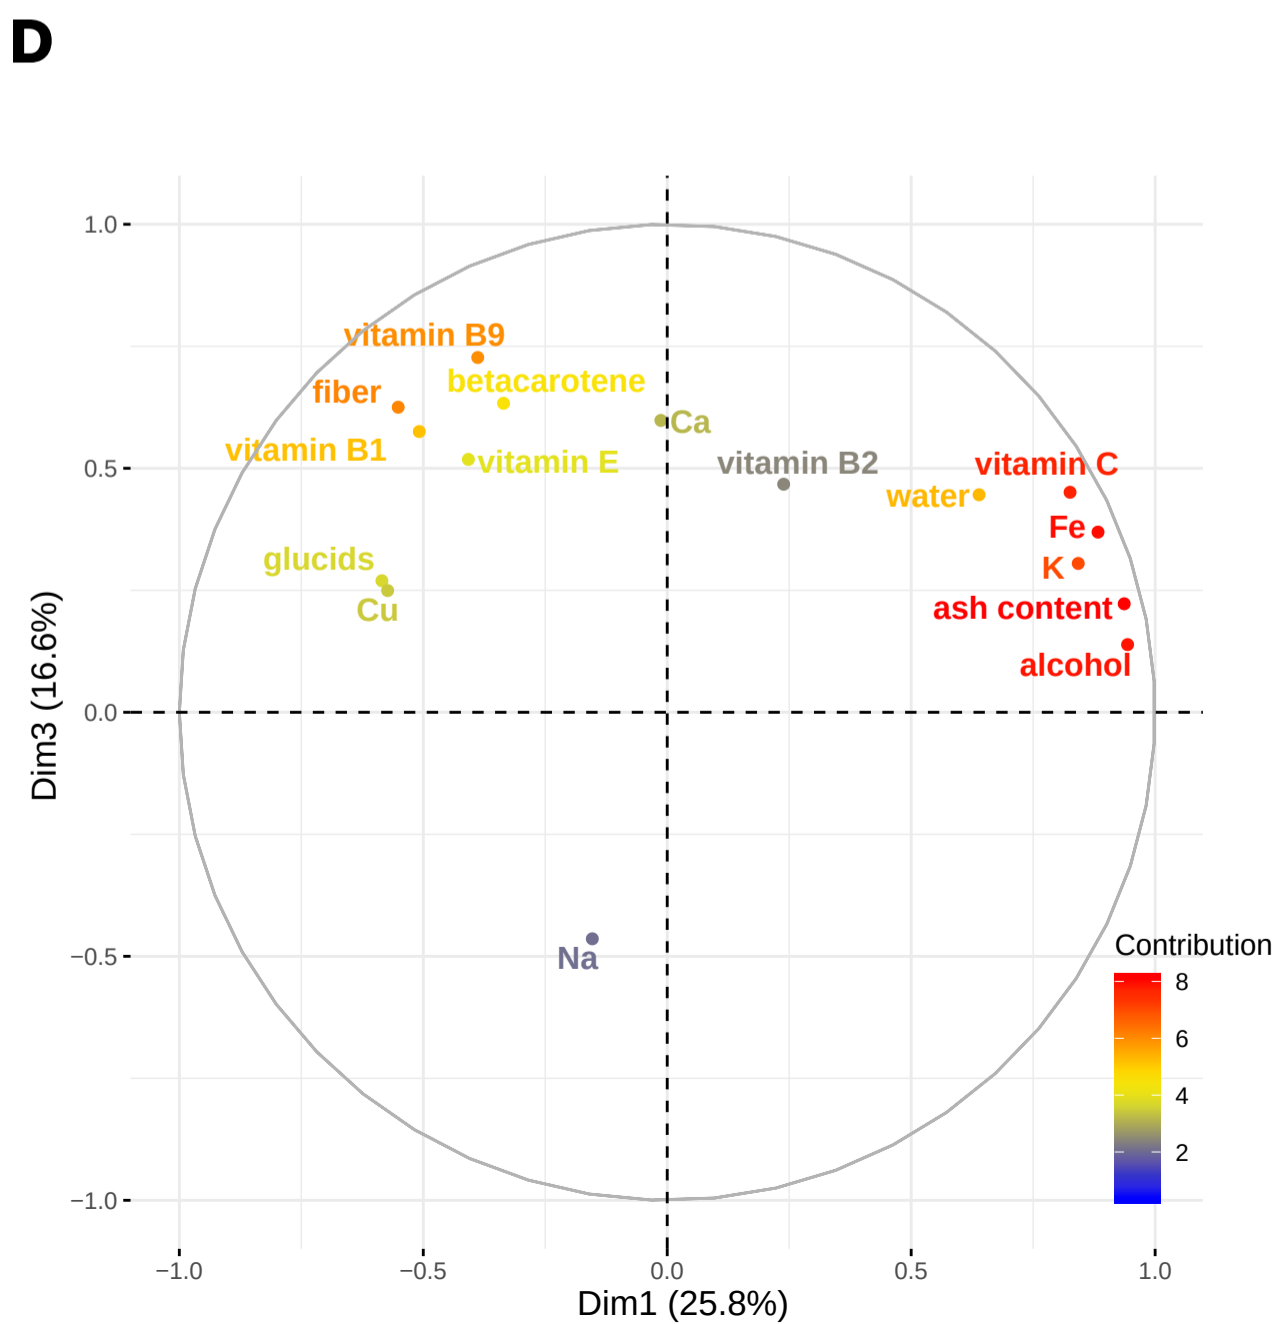 D
1.0
vitamin B9
betacarotene
fiber
Ca
vitamin B1
vitamin E
vitamin B2
vitamin C
0.5
water
Fe
glucids
K
Cu
ash content
alcohol
0.0
Dim3 (16.6%)
Na
−0.5
Contribution
8
6
4
2
−1.0
−1.0 −0.5 0.0 0.5 1.0
Dim1 (25.8%)